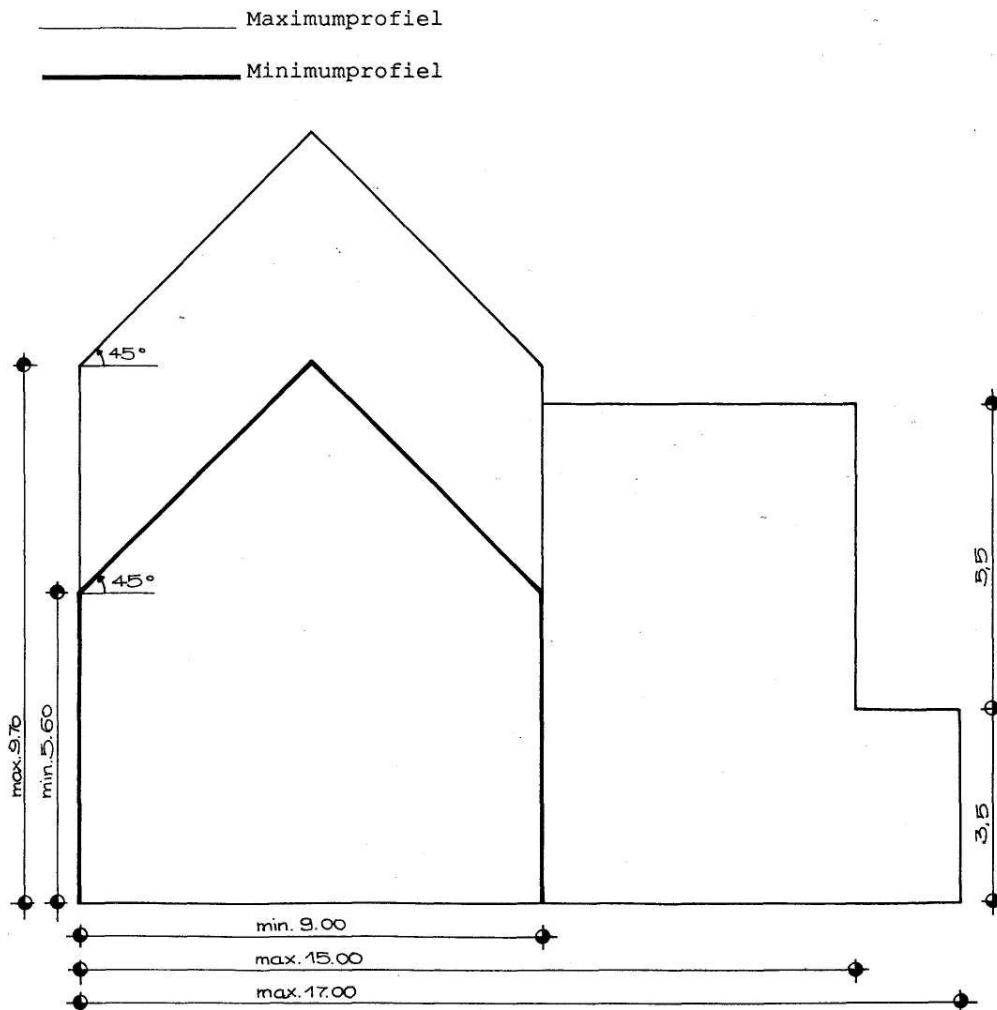 Maximumprofiel
Minimumprofiel
45°
45°
max. 9.70
min. 5.60
5,5
3,5
min. 9.00
max. 15.00
max. 17.00